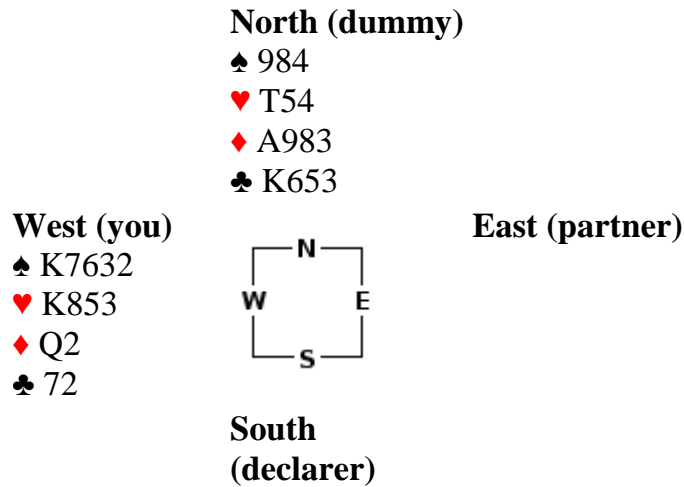 North (dummy)
♠ 984
♥ T54
♦ A983
♣ K653
West (you)
♠ K7632
♥ K853
♦ Q2
♣ 72
N
W E
S
East (partner)
South
(declarer)